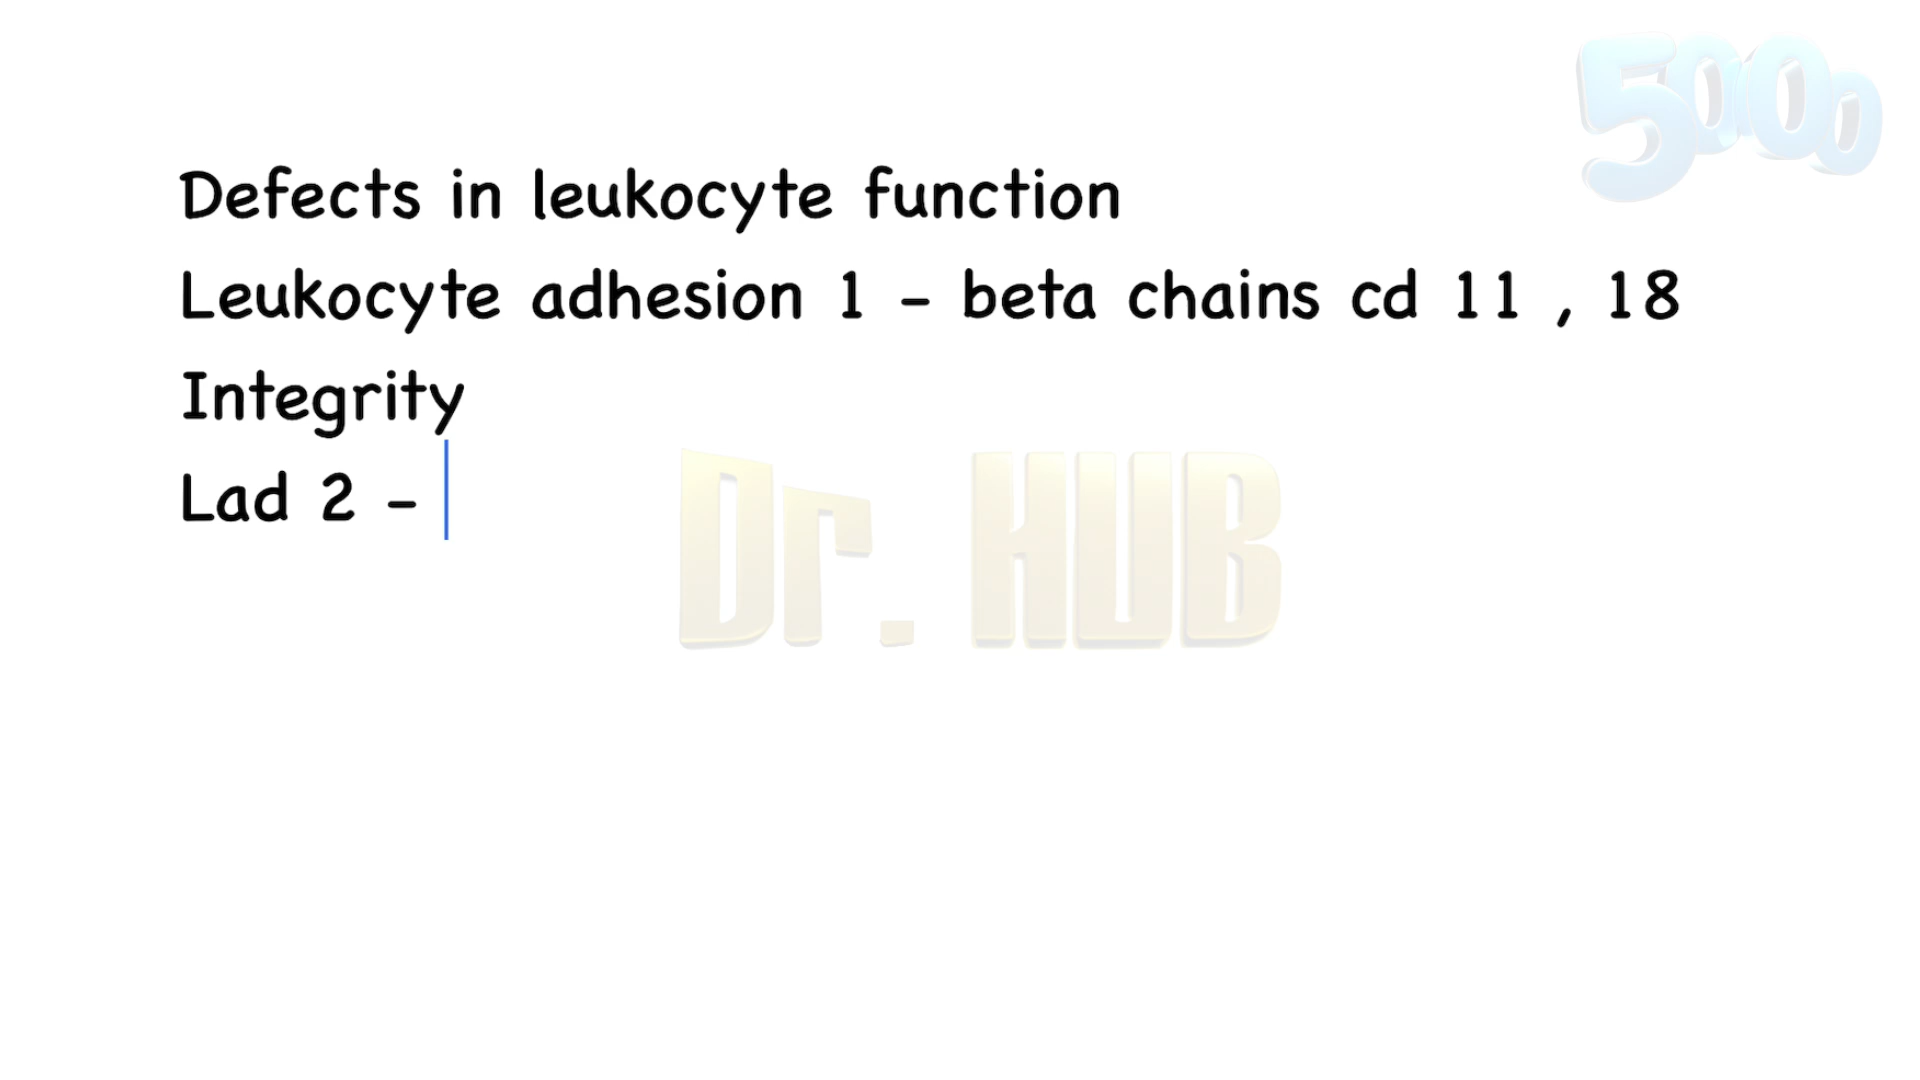 5000
Defects in leukocyte function
Leukocyte adhesion 1 - beta chains cd 11 , 18
Integrity
Lad 2 -
Dr. HUB